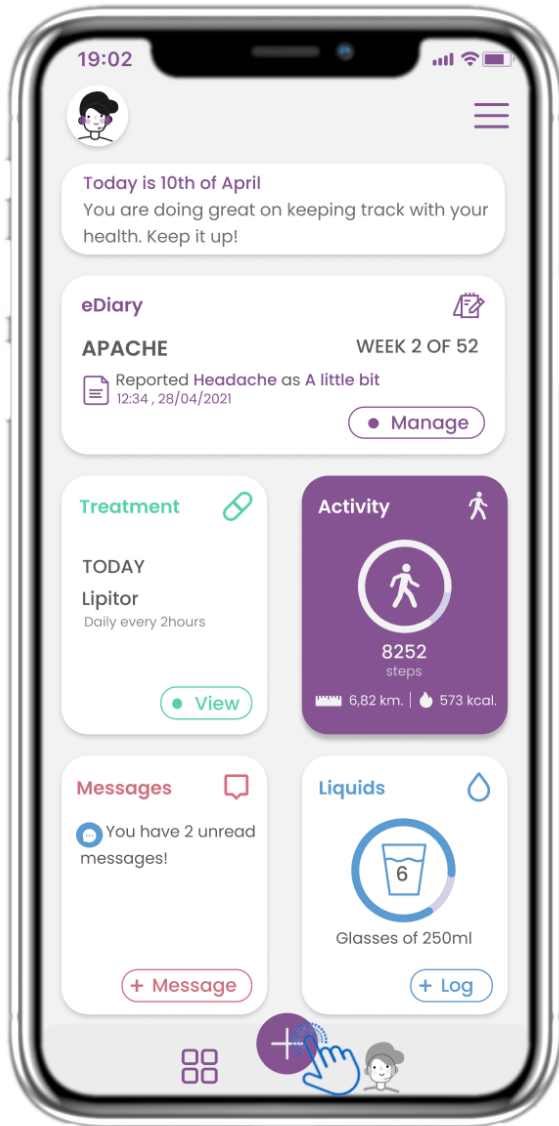 19:02
Today is 10th of April
You are doing great on keeping track with your
health. Keep it up!
eDiary
APACHE
WEEK 2 OF 52
Reported Headache as A little bit
12:34 , 28/04/2021
Manage
Treatment
TODAY
Lipitor
Daily every 2hours
View
Activity
8252
steps
6,82 km.
573 kcal.
Messages
You have 2 unread
messages!
+ Message
Liquids
6
Glasses of 250ml
+ Log